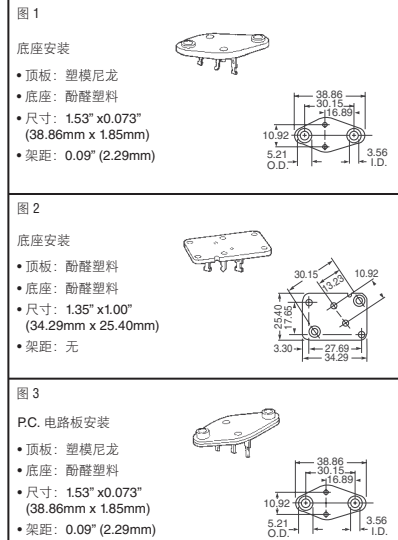 图 1
底座安装
• 顶板：塑模尼龙
• 底座：酚醛塑料
• 尺寸：1.53" x0.073"
(38.86mm x 1.85mm)
• 架距：0.09" (2.29mm)
38.86
30.15
16.89
10.92
5.21
O.D.
3.56
I.D.
图 2
底座安装
• 顶板：酚醛塑料
• 底座：酚醛塑料
• 尺寸：1.35" x1.00"
(34.29mm x 25.40mm)
• 架距：无
30.15
13.23
10.92
25.40
17.65
3.30
27.69
34.29
图 3
P.C. 电路板安装
• 顶板：塑模尼龙
• 底座：酚醛塑料
• 尺寸：1.53" x0.073"
(38.86mm x 1.85mm)
• 架距：0.09" (2.29mm)
38.86
30.15
16.89
10.92
5.21
O.D.
3.56
I.D.